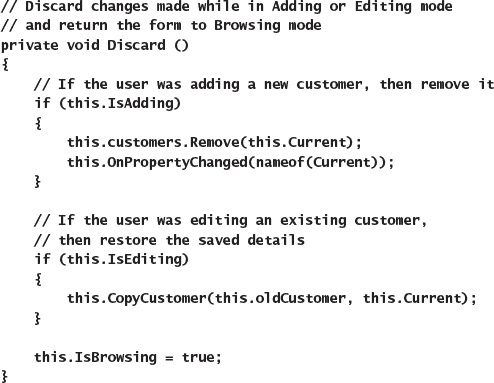 // Discard changes made while in Adding or Editing mode
// and return the form to Browsing mode
private void Discard ()
{
    // If the user was adding a new customer, then remove it
    if (this.IsAdding)
    {
        this.customers.Remove(this.Current);
        this.OnPropertyChanged(nameof(Current));
    }

    // If the user was editing an existing customer,
    // then restore the saved details
    if (this.IsEditing)
    {
        this.CopyCustomer(this.oldCustomer, this.Current);
    }

    this.IsBrowsing = true;
}